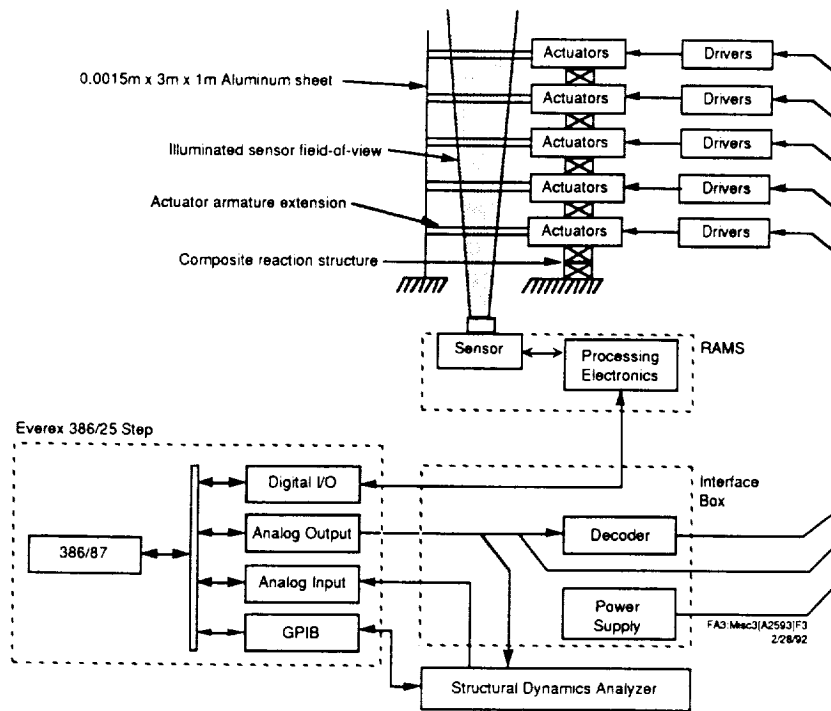 Actuators
Drivers
0.0015m x 3m x 1m Aluminum sheet
Actuators
Drivers
Illuminated sensor field-of-view
Actuators
Drivers
Actuators
Drivers
Actuator armature extension
Actuators
Drivers
Composite reaction structure
Sensor
Processing
Electronics
RAMS
Everex 386/25 Step
Digital I/O
Interface
Box
386/87
Analog Output
Decoder
Analog Input
Power
Supply
GPIB
FA3:Misc3|A2593|F3
2/28/92
Structural Dynamics Analyzer